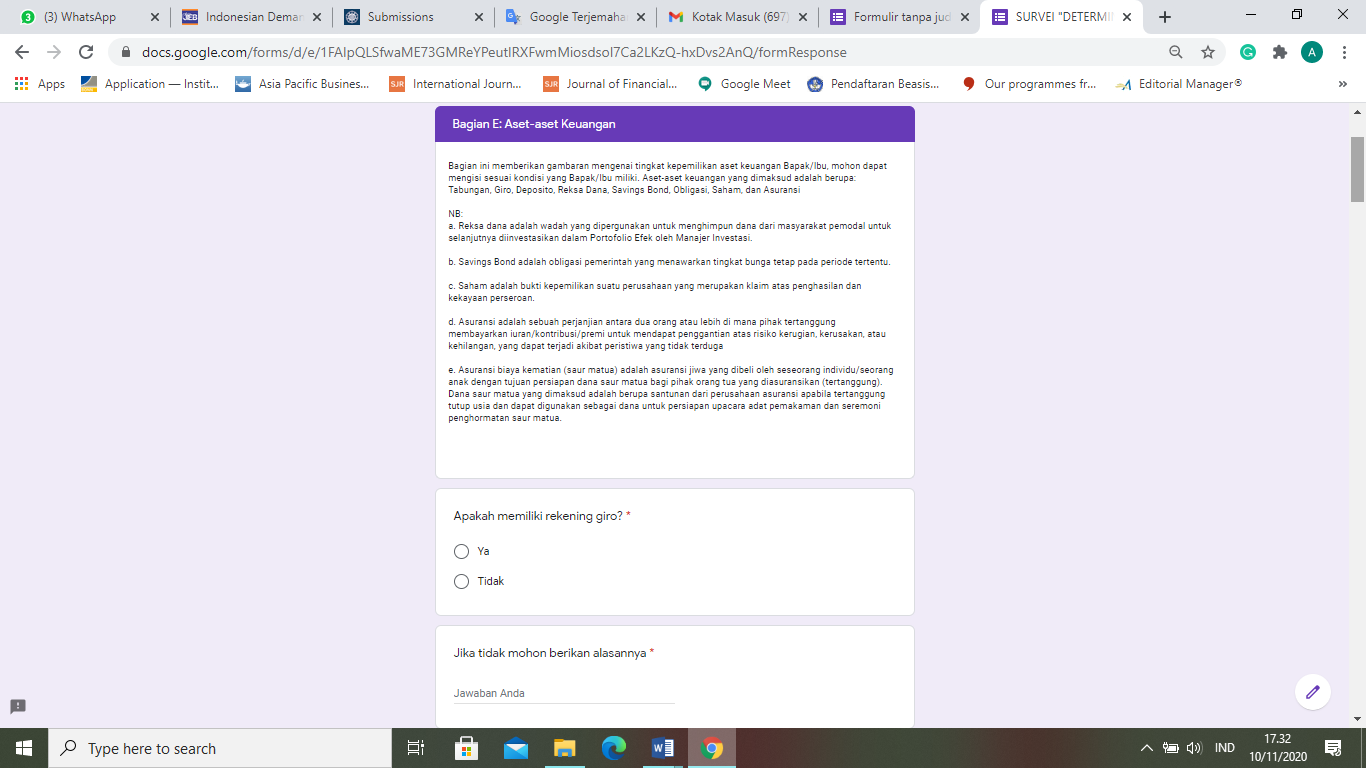 (3) WhatsApp
Indonesian Deman
Submissions
Google Terjemaha
Kotak Masuk (697)
Formulir tanpa jud
SURVEI "DETERMI
docs.google.com/forms/d/e/1FAIpQLSfwaME73GMReYPeutIRXFwmMiosdsoI7Ca2LKzQ-hxDvs2AnQ/formResponse
A
Apps
Application — Instit...
Asia Pacific Busines...
SJR International Journ...
SJR Journal of Financial...
Google Meet
Pendaftaran Beasis...
Our programmes fr...
Editorial Manager®
Bagian E: Aset-aset Keuangan
Bagian ini memberikan gambaran mengenai tingkat kepemilikan aset keuangan Bapak/Ibu, mohon dapat
mengisi sesuai kondisi yang Bapak/Ibu miliki. Aset-aset keuangan yang dimaksud adalah berupa:
Tabungan, Giro, Deposito, Reksa Dana, Savings Bond, Obligasi, Saham, dan Asuransi
NB:
a. Reksa dana adalah wadah yang dipergunakan untuk menghimpun dana dari masyarakat pemodal untuk
selanjutnya diinvestasikan dalam Portofolio Efek oleh Manajer Investasi.
b. Savings Bond adalah obligasi pemerintah yang menawarkan tingkat bunga tetap pada periode tertentu.
c. Saham adalah bukti kepemilikan suatu perusahaan yang merupakan klaim atas penghasilan dan
kekayaan perseroan.
d. Asuransi adalah sebuah perjanjian antara dua orang atau lebih di mana pihak tertanggung
membayarkan iuran/kontribusi/premi untuk mendapat penggantian atas risiko kerugian, kerusakan, atau
kehilangan, yang dapat terjadi akibat peristiwa yang tidak terduga
e. Asuransi biaya kematian (saur matua) adalah asuransi jiwa yang dibeli oleh seseorang individu/seorang
anak dengan tujuan persiapan dana saur matua bagi pihak orang tua yang diasuransikan (tertanggung).
Dana saur matua yang dimaksud adalah berupa santunan dari perusahaan asuransi apabila tertanggung
tutup usia dan dapat digunakan sebagai dana untuk persiapan upacara adat pemakaman dan seremoni
penghormatan saur matua.
Apakah memiliki rekening giro? *
Ya
Tidak
Jika tidak mohon berikan alasannya *
Jawaban Anda
Type here to search
IND
17.32
10/11/2020